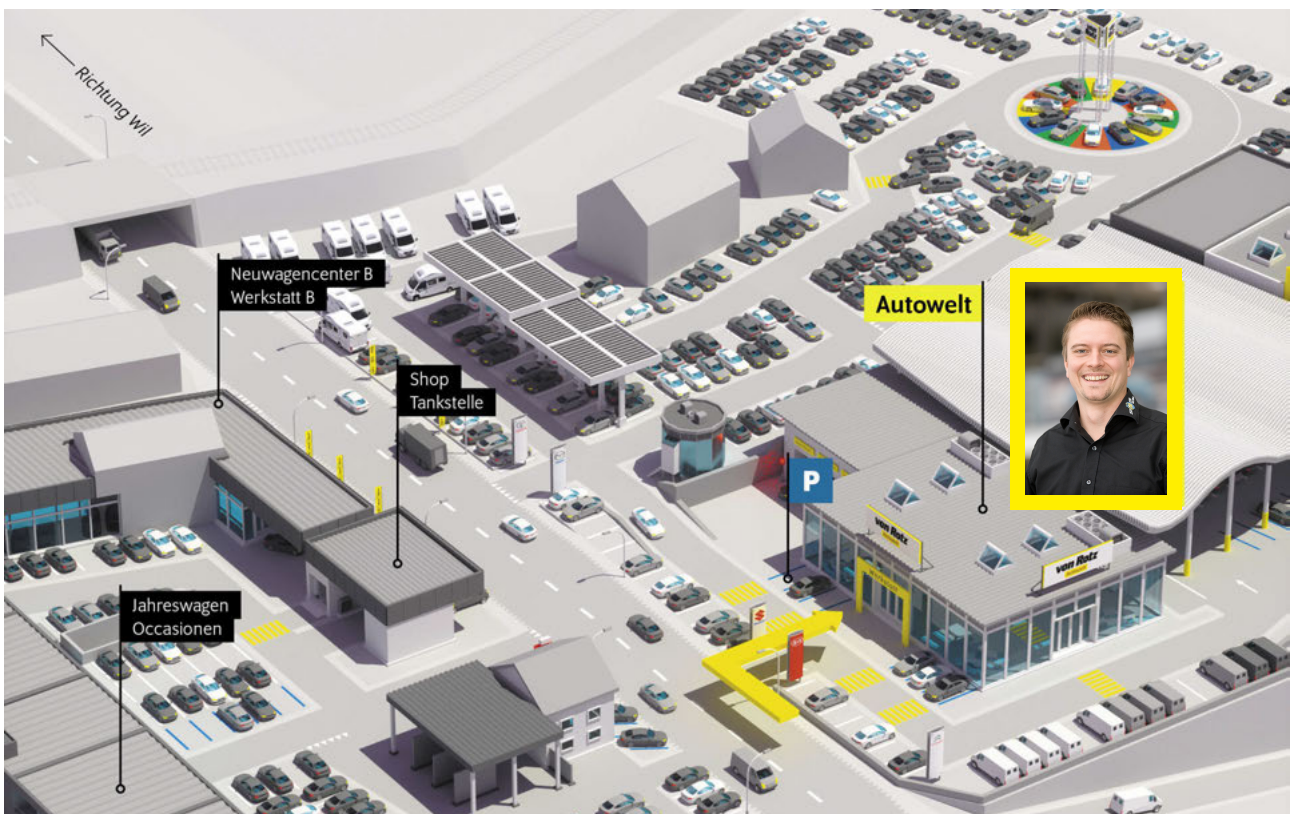 Richtung Wil
Neuwagencenter B
Werkstatt B
Autowelt
Shop
Tankstelle
P
von Rotz
von Rotz
Jahreswagen
Occasionen